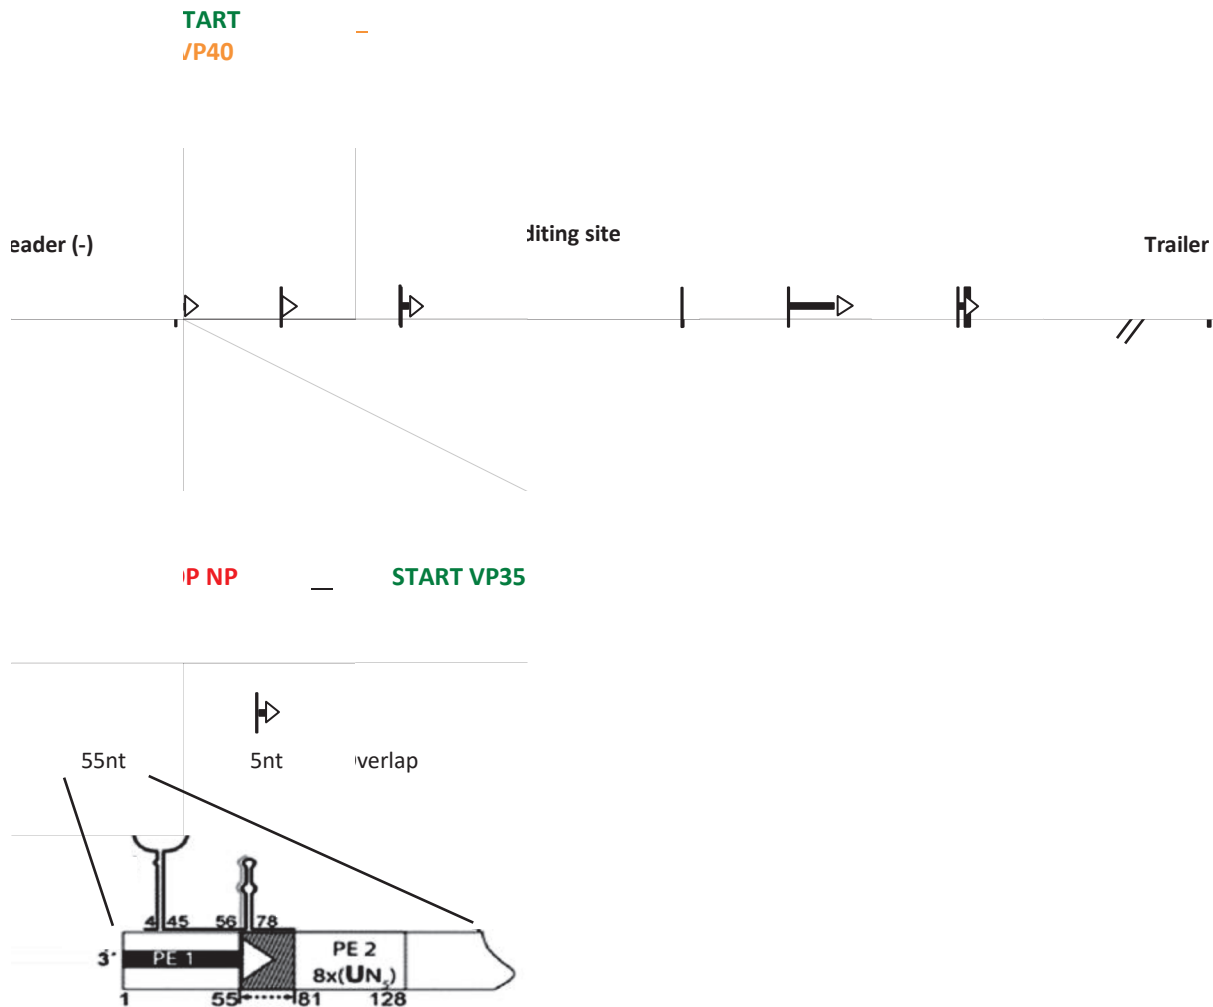 TART
VP40
eader (-)
diting site
Trailer
P NP
START VP35
55nt
5nt
verlap
4 45 56 78
3´ PE 1 PE 2
8x(UN5)
1 55 81 128